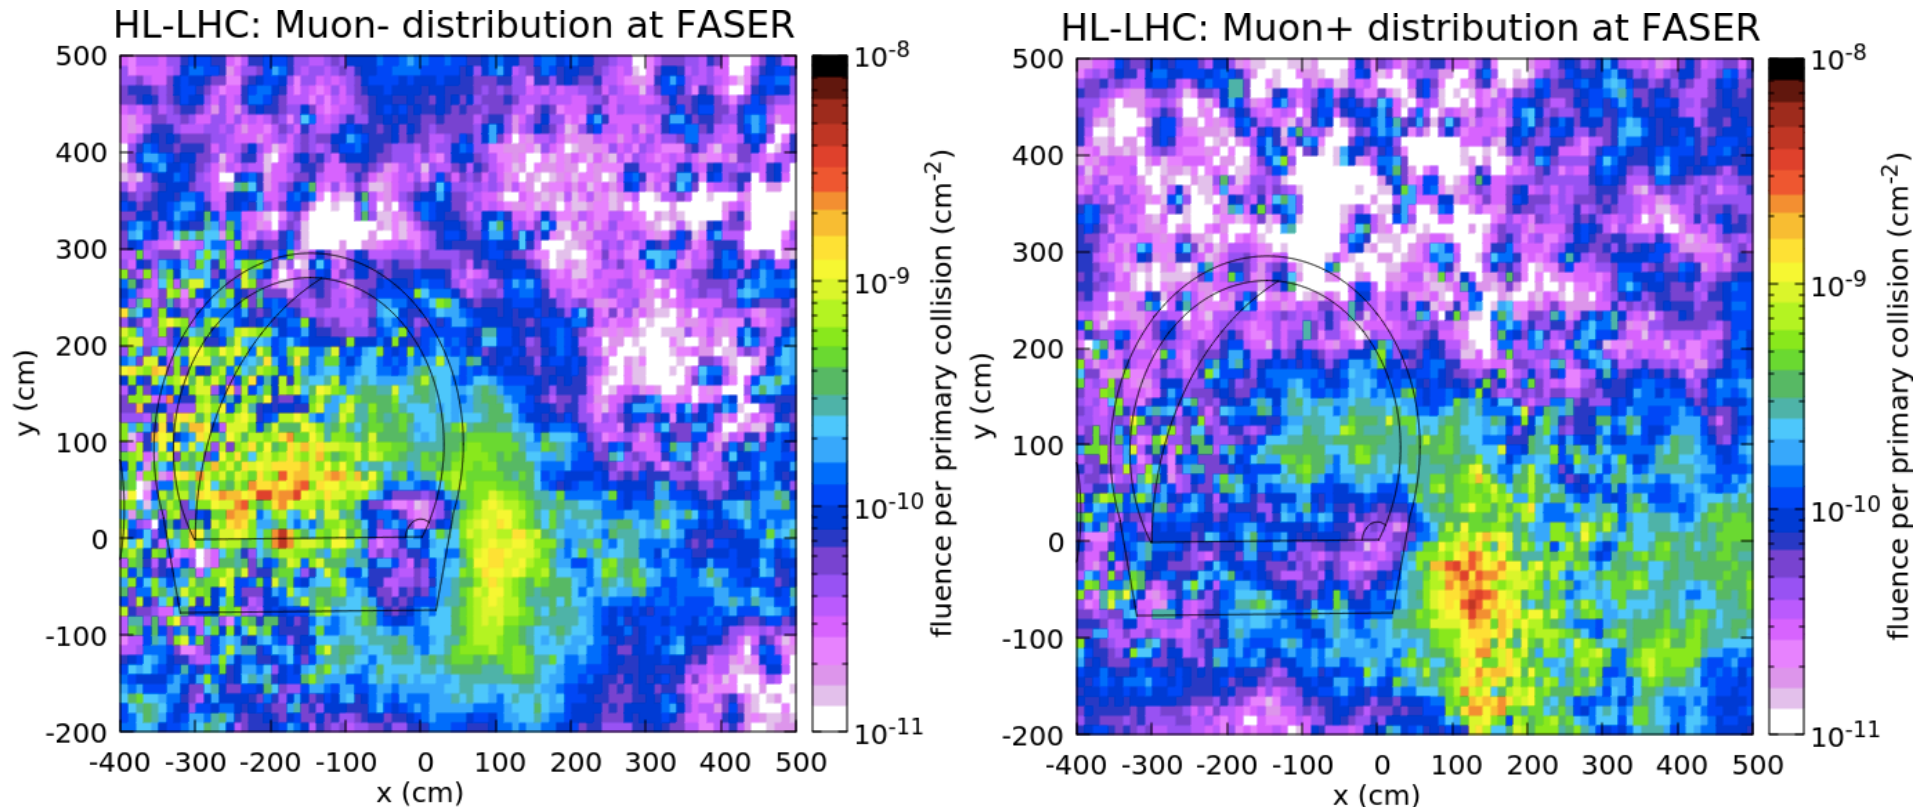 HL-LHC: Muon- distribution at FASER
500
400
300
200
100
0
-100
-200
y (cm)
-400 -300 -200 -100 0 100 200 300 400 500
x (cm)
10-8
10-9
10-10
10-11
fluence per primary collision (cm-2)
HL-LHC: Muon+ distribution at FASER
500
400
300
200
100
0
-100
-200
y (cm)
-400 -300 -200 -100 0 100 200 300 400 500
x (cm)
10-8
10-9
10-10
10-11
fluence per primary collision (cm-2)